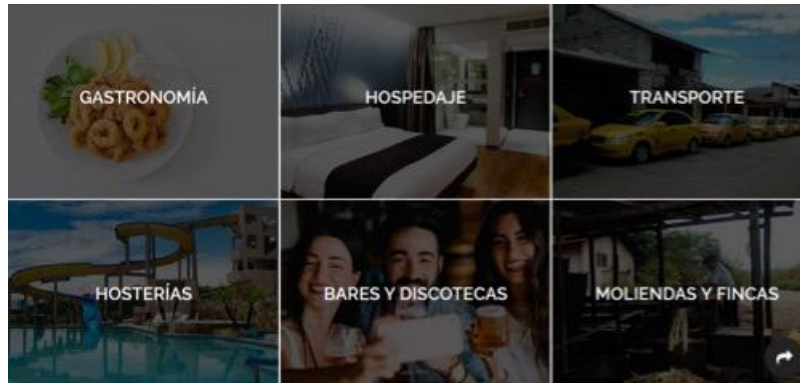 GASTRONOMÍA
HOSPEDAJE
TRANSPORTE
HOSTERÍAS
BARES Y DISCOTECAS
MOLIENDAS Y FINCAS